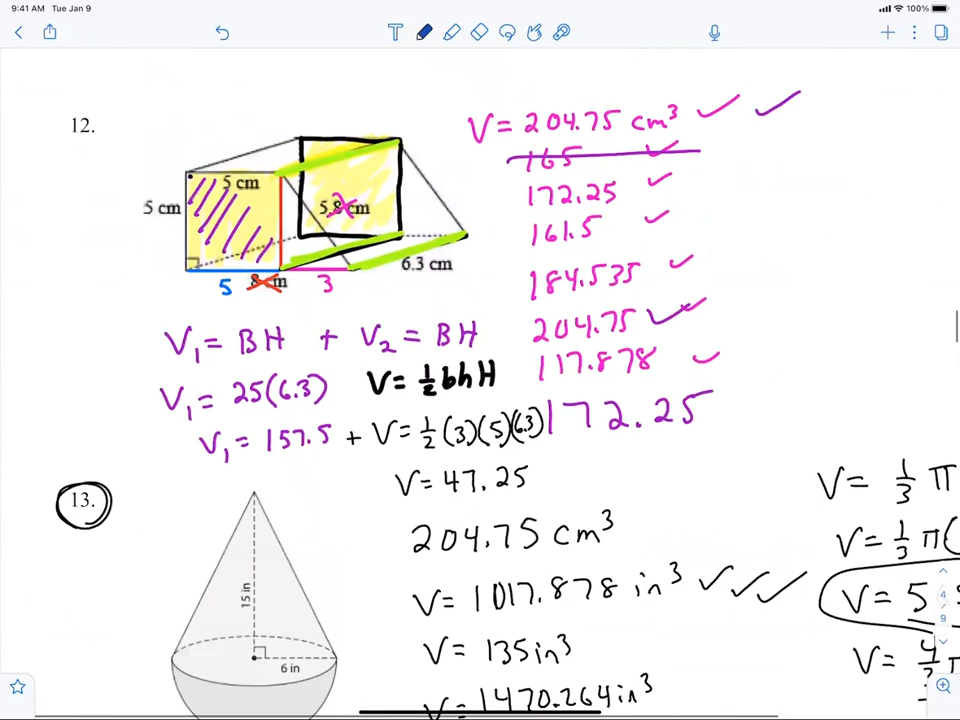 9:41 AM Tue Jan 9
100%
12.
5 cm
5 cm
5.8 cm
6.3 cm
8 cm
5
3
V = 204.75 cm³ ✓ ✓
165 ✓
172.25 ✓
161.5 ✓
184.535 ✓
204.75 ✓✓
117.878 ✓
172.25
V₁ = BH + V₂ = BH
V₁ = 25(6.3) V = ½bhH
V₁ = 157.5 + V = ½(3)(5)(6.3)
V = 47.25
204.75 cm³
13.
15 in
6 in
V = 1017.878 in³ ✓✓✓
V = 135 in³
V = 1470.264 in³
V = ⅓ π
V = ⅓ π(
V = 5
V = 4
4
9